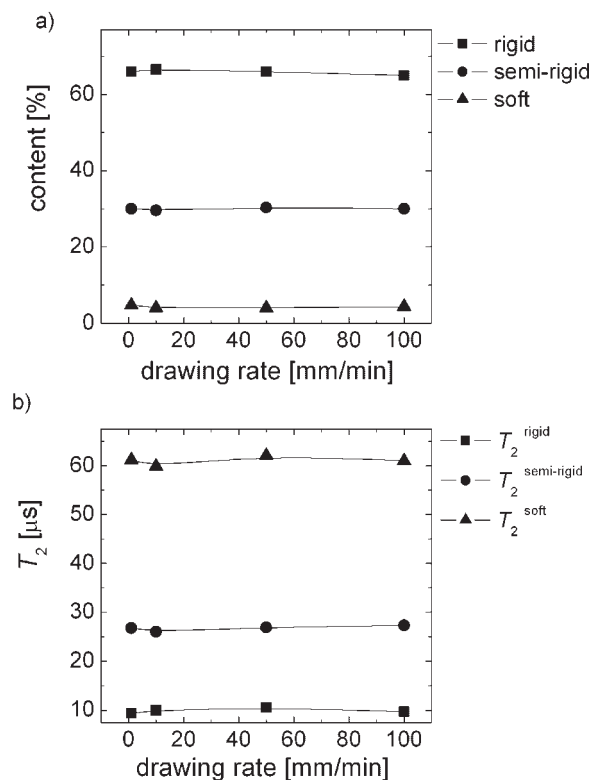 a)
rigid
semi-rigid
soft
content [%]
60
40
20
0
0 20 40 60 80 100
drawing rate [mm/min]
b)
T2 rigid
T2 semi-rigid
T2 soft
T2 [µs]
60
50
40
30
20
10
0 20 40 60 80 100
drawing rate [mm/min]